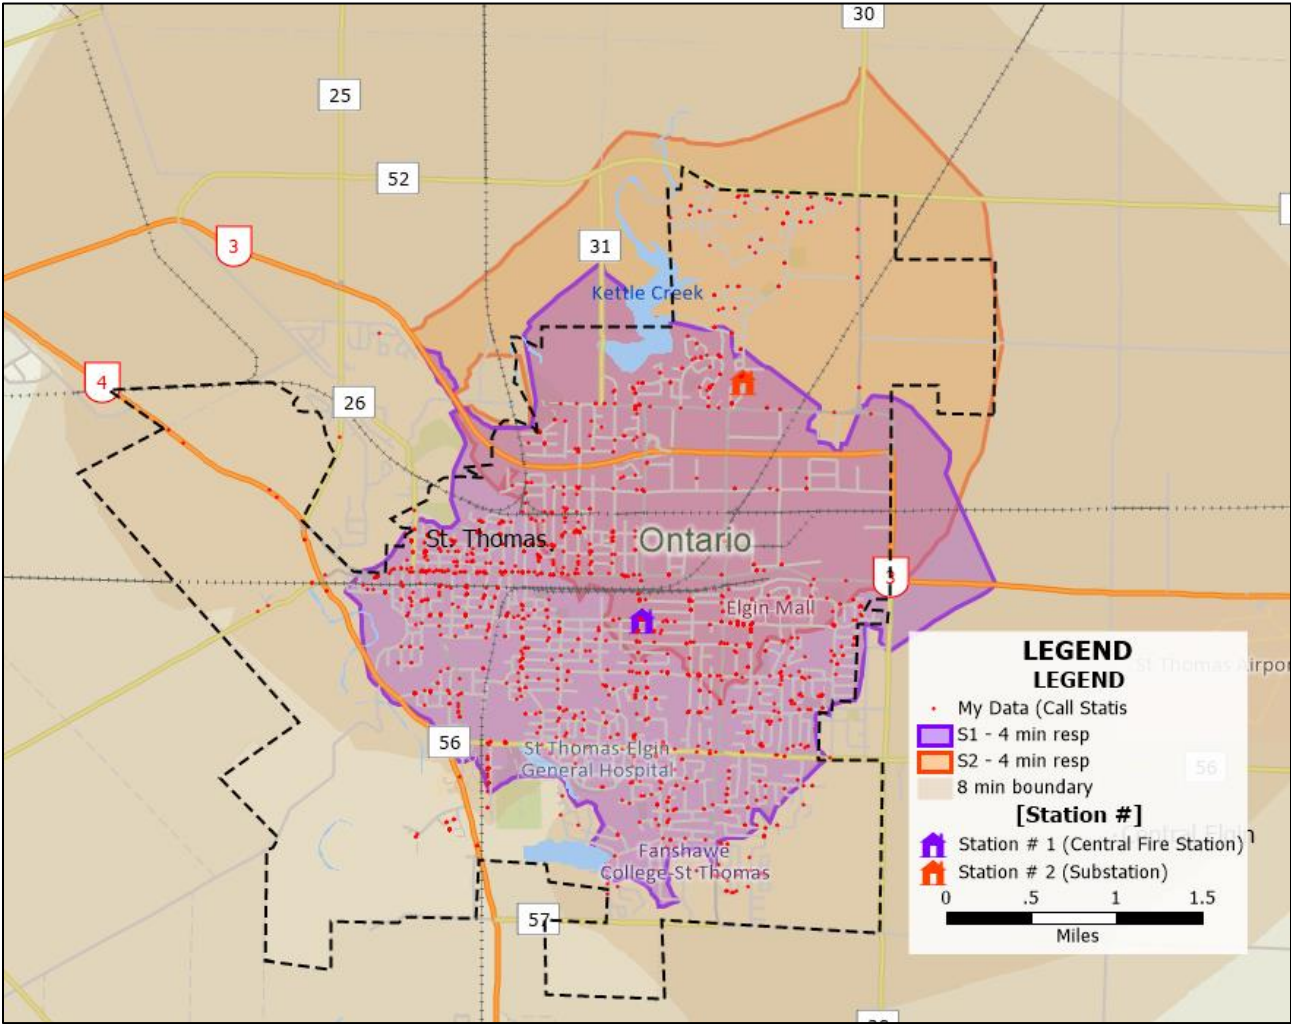 30
25
52
3
31
Kettle Creek
4
26
St. Thomas
Ontario
3
Elgin Mall
LEGEND
LEGEND
St Thomas Airpor
My Data (Call Statis
S1 - 4 min resp
56
St Thomas Elgin
General Hospital
S2 - 4 min resp
56
8 min boundary
[Station #]
Central Elgin
Station # 1 (Central Fire Station)
Fanshawe
College-St Thomas
Station # 2 (Substation)
0 .5 1 1.5
Miles
57